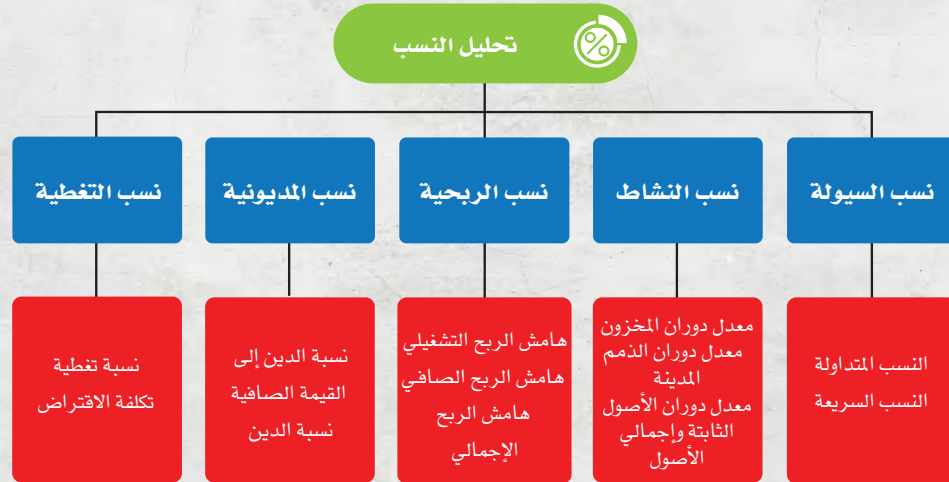 تحليل النسب
نسب السيولة
نسب النشاط
نسب الربحية
نسب المديونية
نسب التغطية
النسب المتداولة
النسب السريعة
معدل دوران المخزون
معدل دوران الذمم
المدينة
معدل دوران الأصول
الثابتة وإجمالي
الأصول
هامش الربح التشغيلي
هامش الربح الصافي
هامش الربح
الإجمالي
نسبة الدين إلى
القيمة الصافية
نسبة الدين
نسبة تغطية
تكلفة الاقتراض